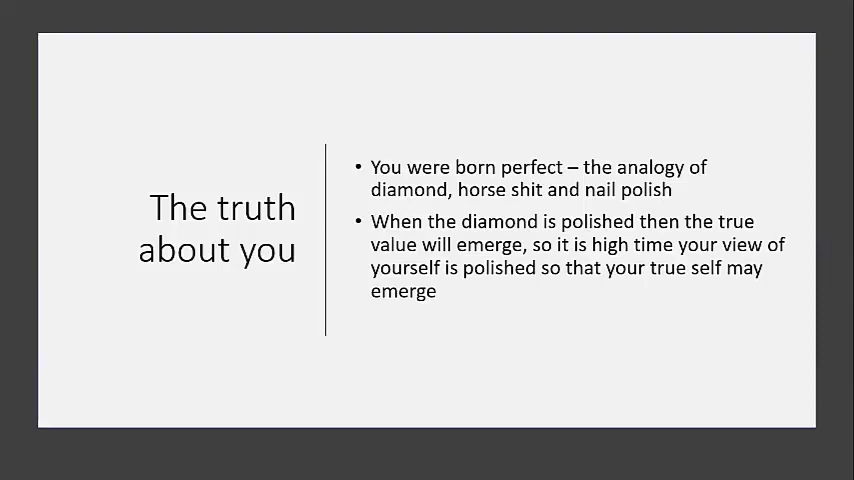 The truth
about you
• You were born perfect – the analogy of
diamond, horse shit and nail polish
• When the diamond is polished then the true
value will emerge, so it is high time your view of
yourself is polished so that your true self may
emerge